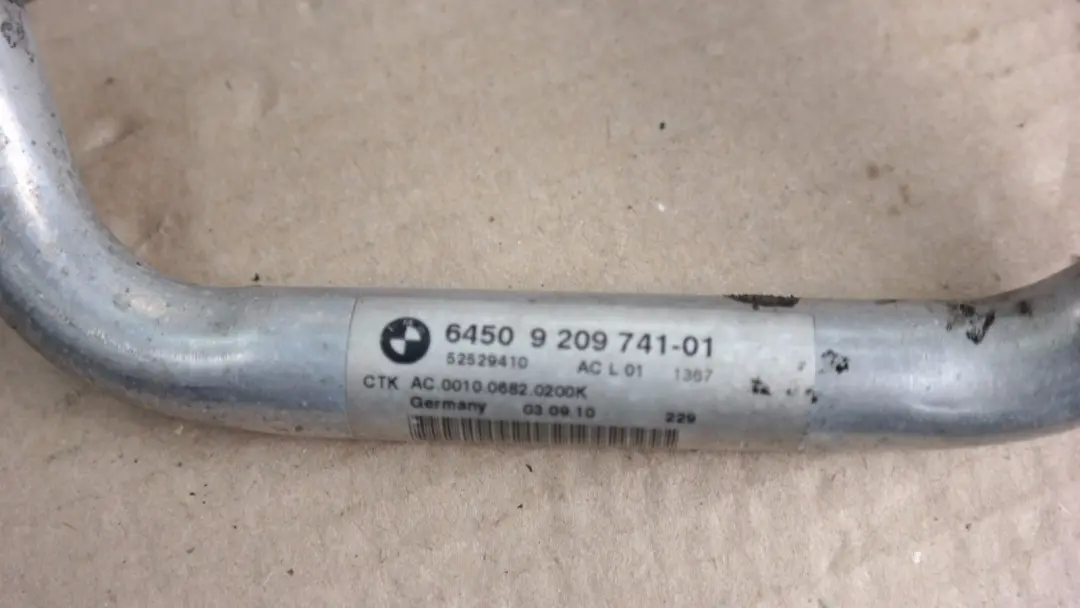 6450 9 209 741-01
52529410 AC L 01 1367
CTK AC.0010.0682.0200K
Germany 03.09.10 229